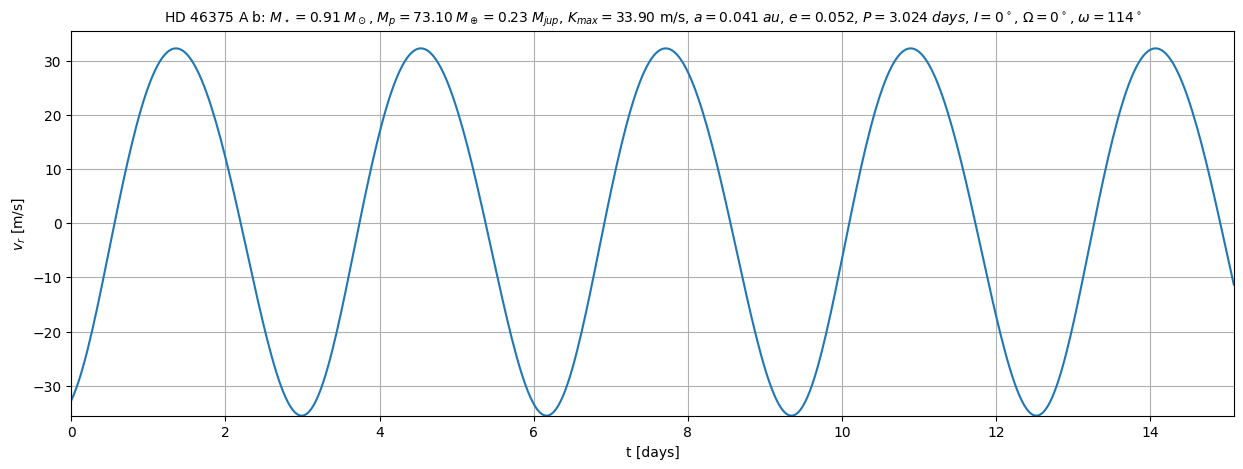 HD 46375 A b: M⋆ = 0.91 M⊙, Mp = 73.10 M⊕ = 0.23 Mjup, Kmax = 33.90 m/s, a = 0.041 au, e = 0.052, P = 3.024 days, I = 0°, Ω = 0°, ω = 114°
30
20
10
0
−10
−20
−30
vr [m/s]
0 2 4 6 8 10 12 14
t [days]